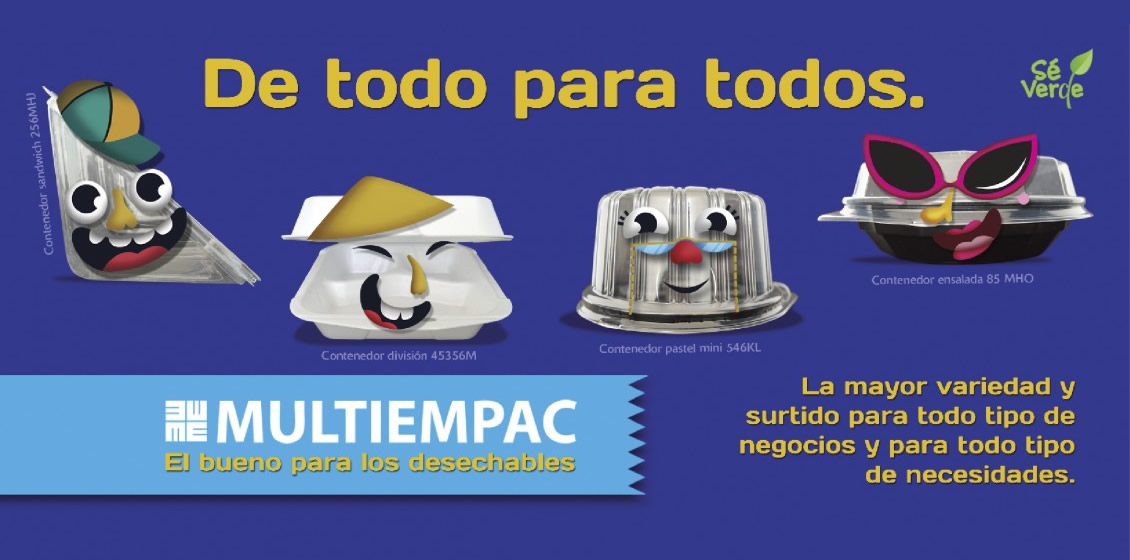 De todo para todos.
Sé
verde
Contenedor sandwich 256MHJ
Contenedor división 45356M
Contenedor pastel mini 546KL
Contenedor ensalada 85 MHO
MULTIEMPAC
El bueno para los desechables
La mayor variedad y
surtido para todo tipo de
negocios y para todo tipo
de necesidades.